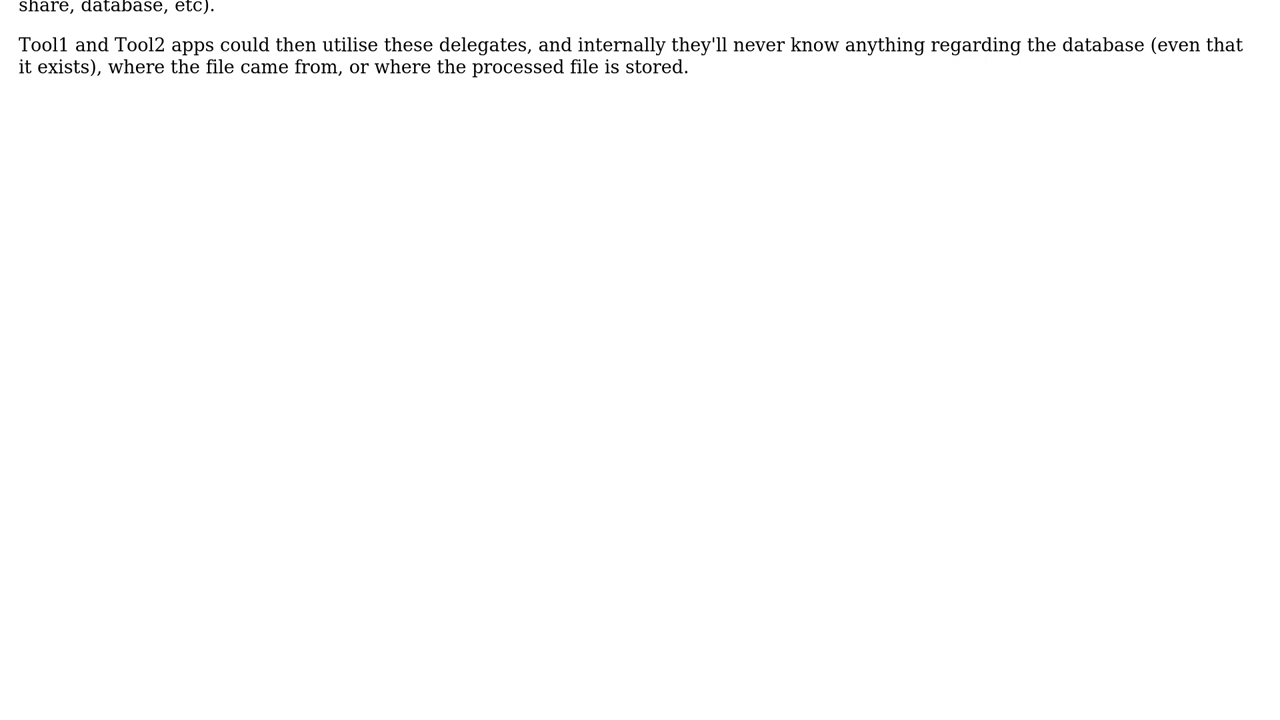 share, database, etc).
Tool1 and Tool2 apps could then utilise these delegates, and internally they'll never know anything regarding the database (even that
it exists), where the file came from, or where the processed file is stored.